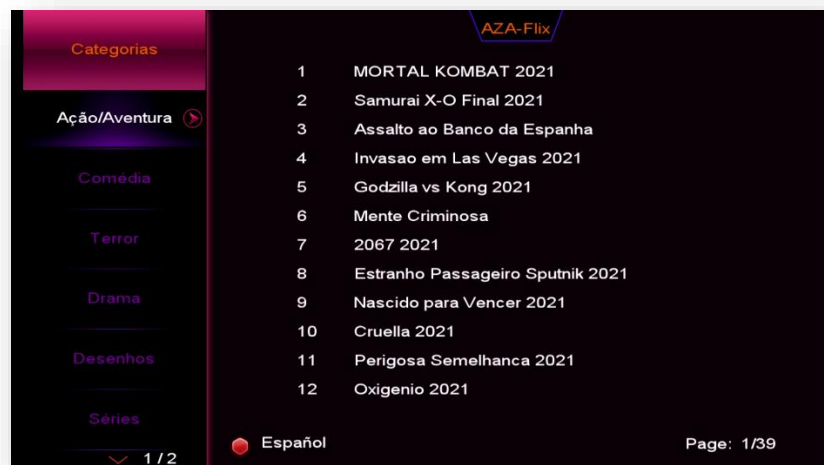 Categorias
Ação/Aventura
Comédia
Terror
Drama
Desenhos
Séries
1/2
AZA-Flix
1 MORTAL KOMBAT 2021
2 Samurai X-O Final 2021
3 Assalto ao Banco da Espanha
4 Invasao em Las Vegas 2021
5 Godzilla vs Kong 2021
6 Mente Criminosa
7 2067 2021
8 Estranho Passageiro Sputnik 2021
9 Nascido para Vencer 2021
10 Cruella 2021
11 Perigosa Semelhanca 2021
12 Oxigenio 2021
Español
Page: 1/39